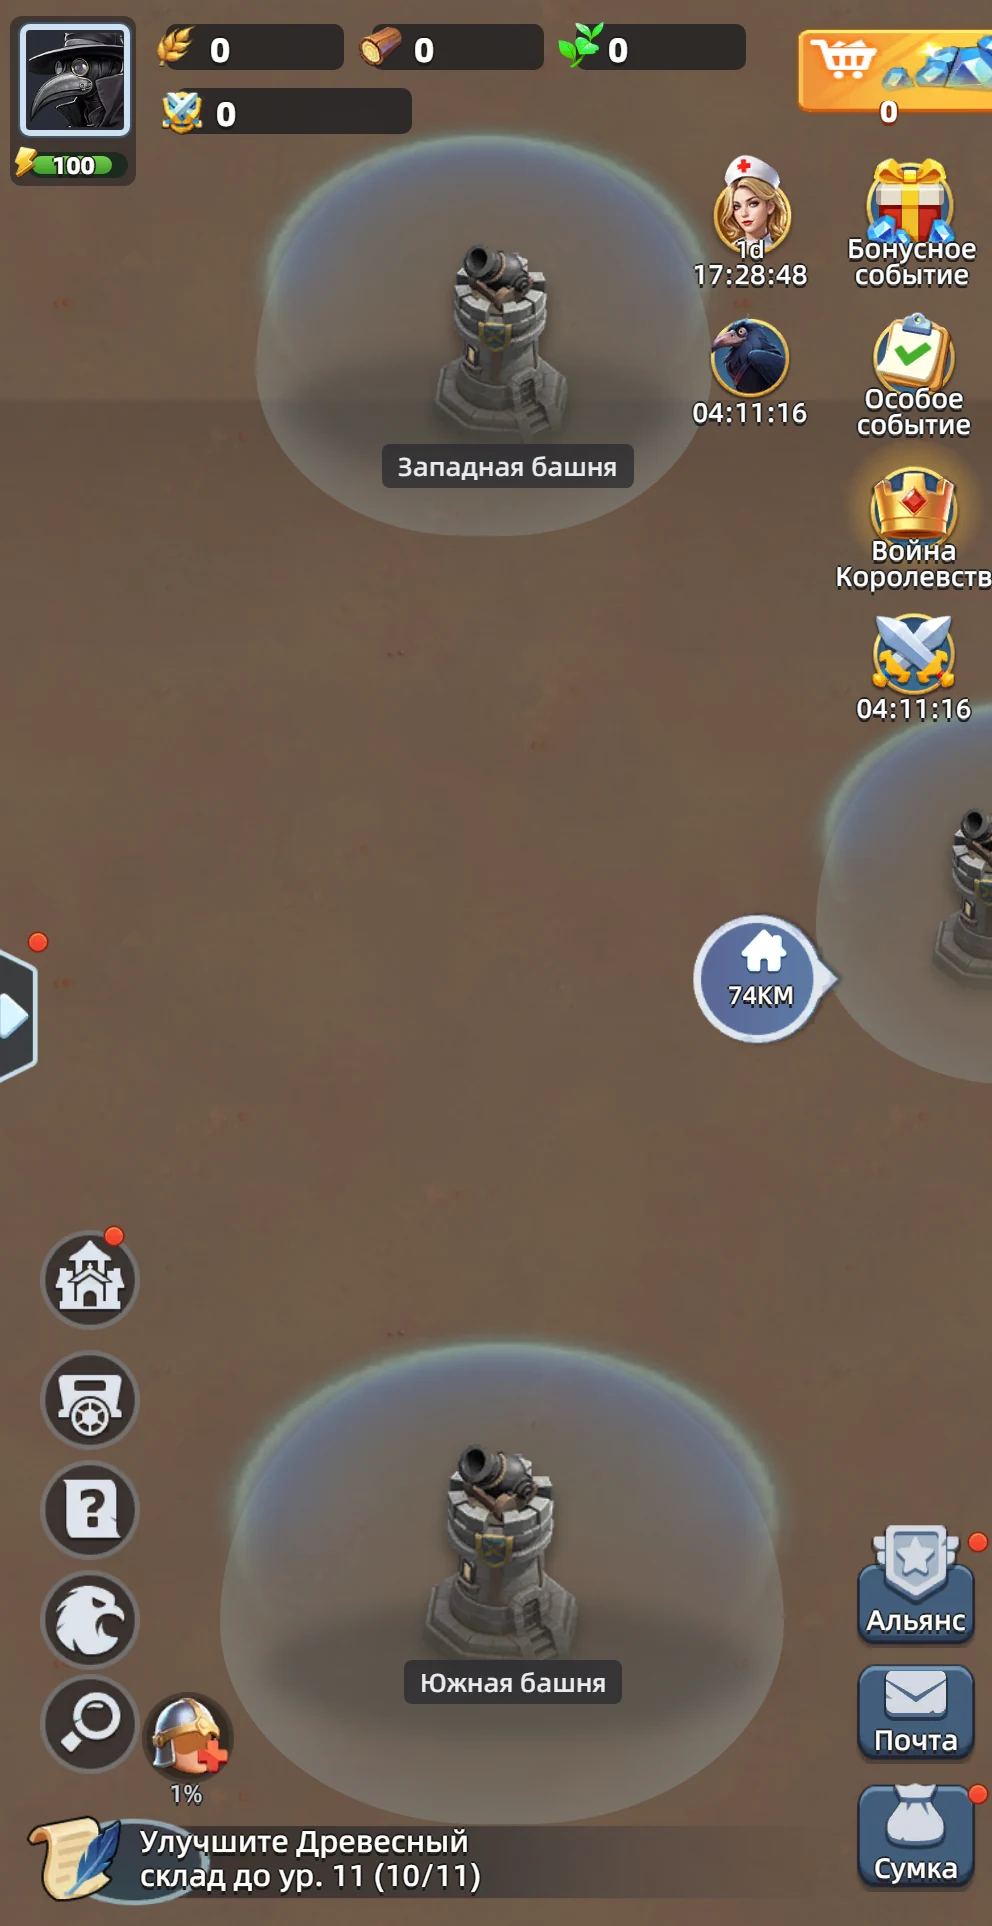 0
0
0
0
0
100
1d
17:28:48
Бонусное
событие
04:11:16
Особое
событие
Западная башня
Война
Королевств
04:11:16
74KM
Южная башня
Альянс
Почта
1%
Улучшите Древесный
склад до ур. 11 (10/11)
Сумка